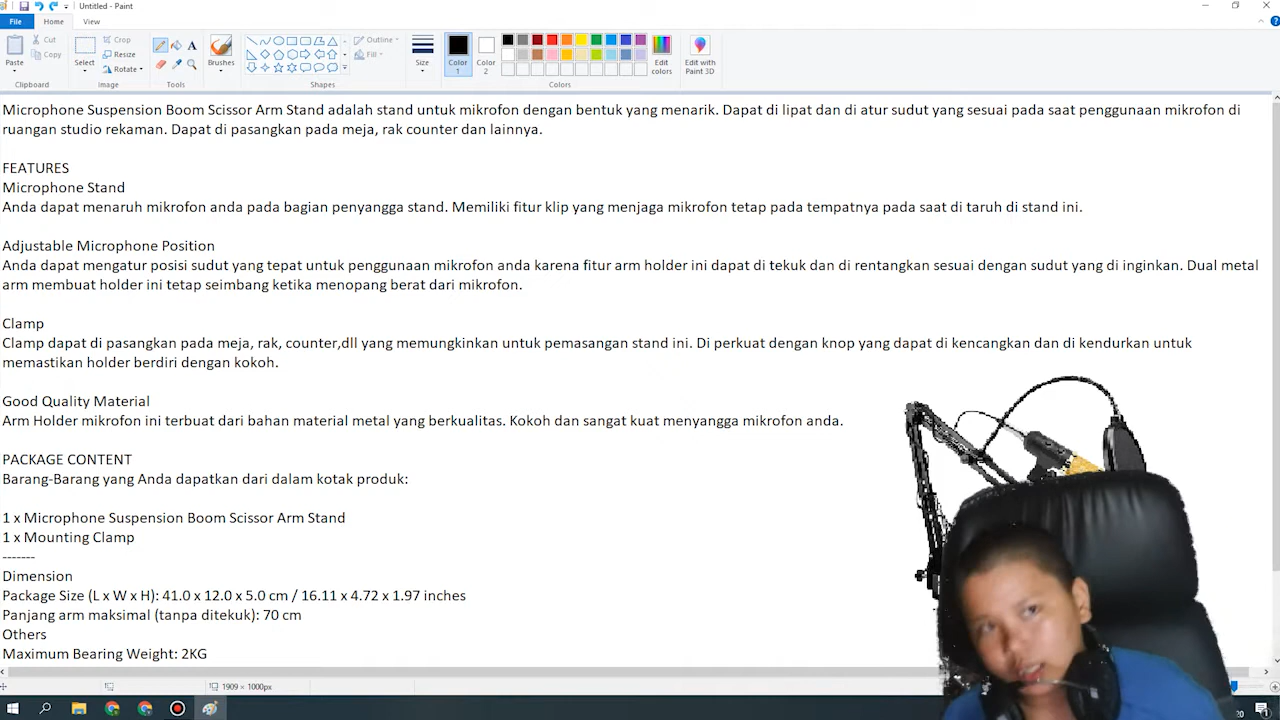 Untitled - Paint
File Home View
Paste
Cut
Copy
Clipboard
Select
Crop
Resize
Rotate
Image
Tools
Brushes
Outline
Fill
Shapes
Size
Color 1
Color 2
Edit colors
Colors
Edit with Paint 3D
Microphone Suspension Boom Scissor Arm Stand adalah stand untuk mikrofon dengan bentuk yang menarik. Dapat di lipat dan di atur sudut yang sesuai pada saat penggunaan mikrofon di
ruangan studio rekaman. Dapat di pasangkan pada meja, rak counter dan lainnya.
FEATURES
Microphone Stand
Anda dapat menaruh mikrofon anda pada bagian penyangga stand. Memiliki fitur klip yang menjaga mikrofon tetap pada tempatnya pada saat di taruh di stand ini.
Adjustable Microphone Position
Anda dapat mengatur posisi sudut yang tepat untuk penggunaan mikrofon anda karena fitur arm holder ini dapat di tekuk dan di rentangkan sesuai dengan sudut yang di inginkan. Dual metal
arm membuat holder ini tetap seimbang ketika menopang berat dari mikrofon.
Clamp
Clamp dapat di pasangkan pada meja, rak, counter,dll yang memungkinkan untuk pemasangan stand ini. Di perkuat dengan knop yang dapat di kencangkan dan di kendurkan untuk
memastikan holder berdiri dengan kokoh.
Good Quality Material
Arm Holder mikrofon ini terbuat dari bahan material metal yang berkualitas. Kokoh dan sangat kuat menyangga mikrofon anda.
PACKAGE CONTENT
Barang-Barang yang Anda dapatkan dari dalam kotak produk:
1 x Microphone Suspension Boom Scissor Arm Stand
1 x Mounting Clamp
-------
Dimension
Package Size (L x W x H): 41.0 x 12.0 x 5.0 cm / 16.11 x 4.72 x 1.97 inches
Panjang arm maksimal (tanpa ditekuk): 70 cm
Others
Maximum Bearing Weight: 2KG
1909 × 1000px